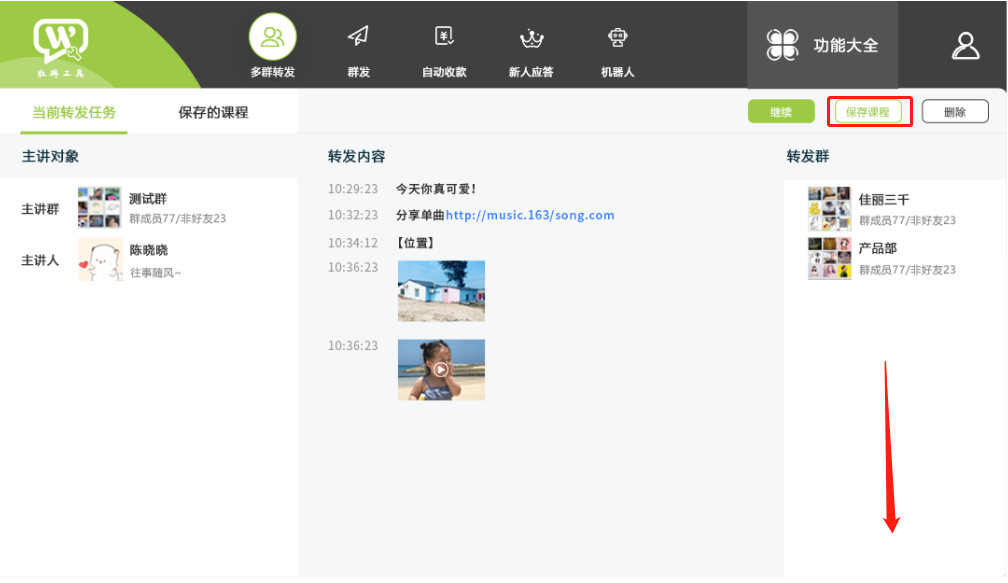 W
社科工具
多群转发
群发
自动收款
新人应答
机器人
功能大全
当前转发任务
保存的课程
继续
保存课程
删除
主讲对象
转发内容
转发群
主讲群
测试群
群成员77/非好友23
主讲人
陈晓晓
往事随风~
10:29:23 今天你真可爱！
10:32:23 分享单曲http://music.163/song.com
10:34:12 【位置】
10:36:23
10:36:23
佳丽三千
群成员77/非好友23
产品部
群成员77/非好友23